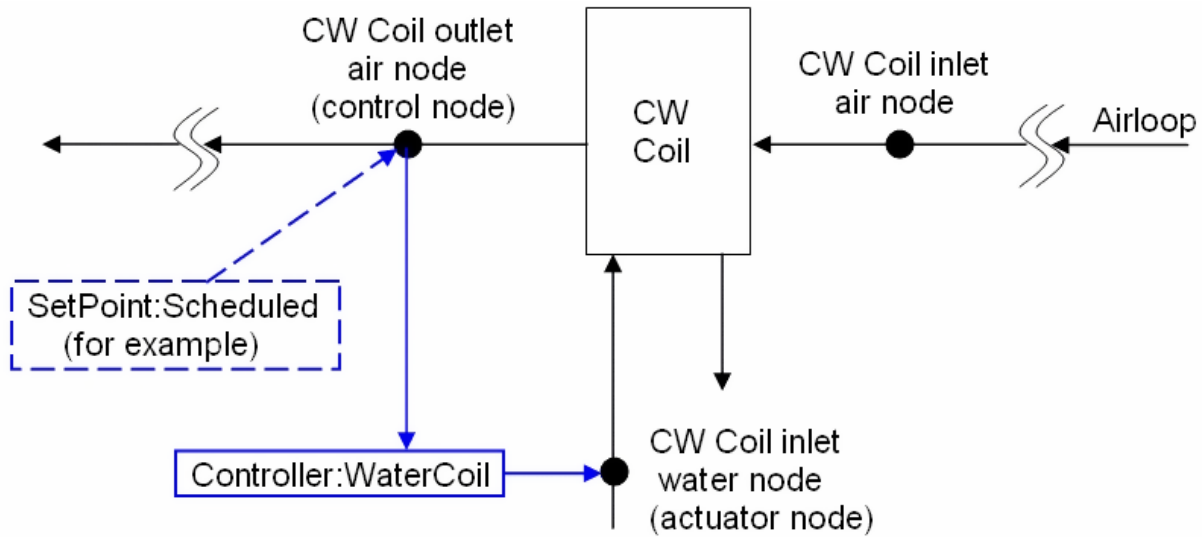 CW Coil outlet
air node
(control node)
CW
Coil
CW Coil inlet
air node
Airloop
SetPoint:Scheduled
(for example)
Controller:WaterCoil
CW Coil inlet
water node
(actuator node)